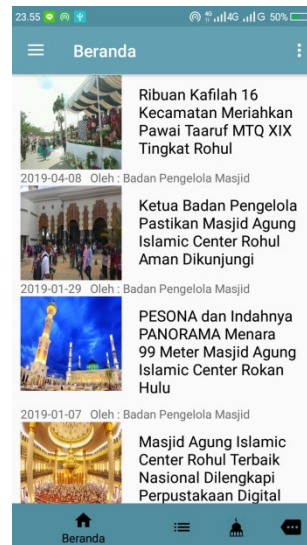 23.55
4G
G 50%
Beranda
Ribuan Kafilah 16
Kecamatan Meriahkan
Pawai Taaruf MTQ XIX
Tingkat Rohul
2019-04-08 Oleh : Badan Pengelola Masjid
Ketua Badan Pengelola
Pastikan Masjid Agung
Islamic Center Rohul
Aman Dikunjungi
2019-01-29 Oleh : Badan Pengelola Masjid
PESONA dan Indahnya
PANORAMA Menara
99 Meter Masjid Agung
Islamic Center Rokan
Hulu
2019-01-07 Oleh : Badan Pengelola Masjid
Masjid Agung Islamic
Center Rohul Terbaik
Nasional Dilengkapi
Perpustakaan Digital
Beranda